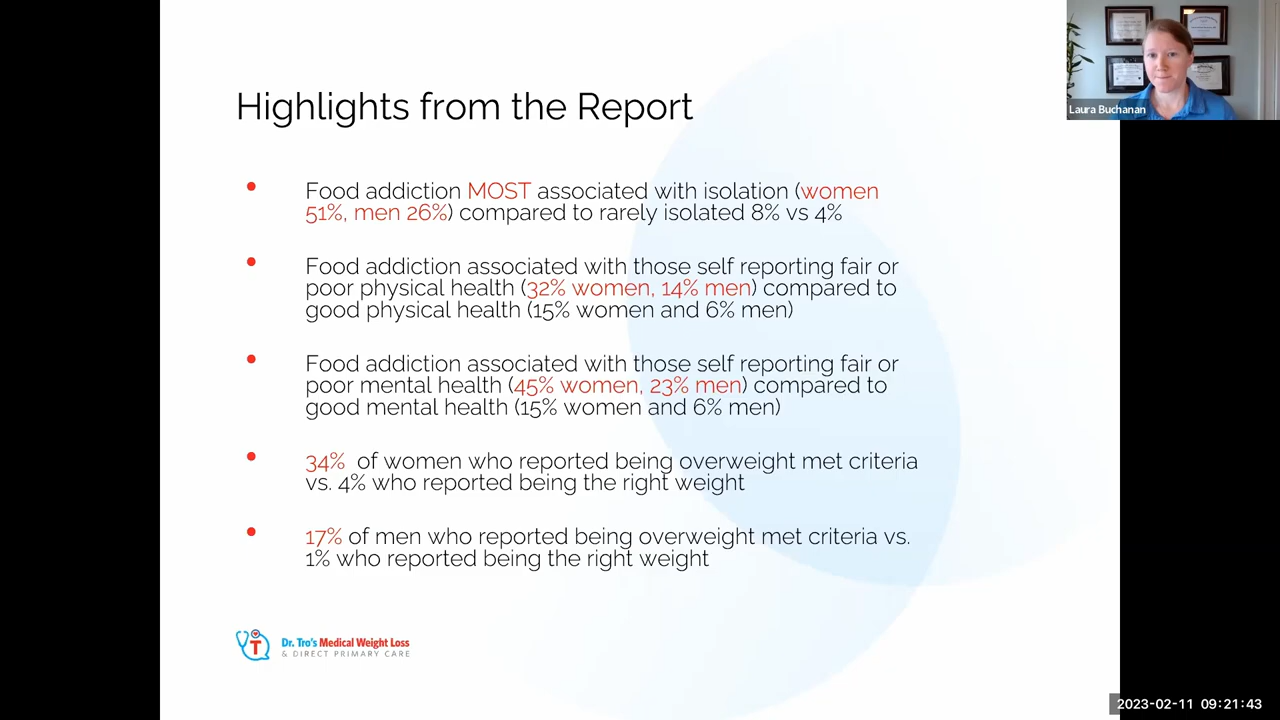 Laura Buchanan
Highlights from the Report
Food addiction MOST associated with isolation (women
51%, men 26%) compared to rarely isolated 8% vs 4%
Food addiction associated with those self reporting fair or
poor physical health (32% women, 14% men) compared to
good physical health (15% women and 6% men)
Food addiction associated with those self reporting fair or
poor mental health (45% women, 23% men) compared to
good mental health (15% women and 6% men)
34% of women who reported being overweight met criteria
vs. 4% who reported being the right weight
17% of men who reported being overweight met criteria vs.
1% who reported being the right weight
T
Dr. Tro's Medical Weight Loss
& DIRECT PRIMARY CARE
2023-02-11 09:21:43